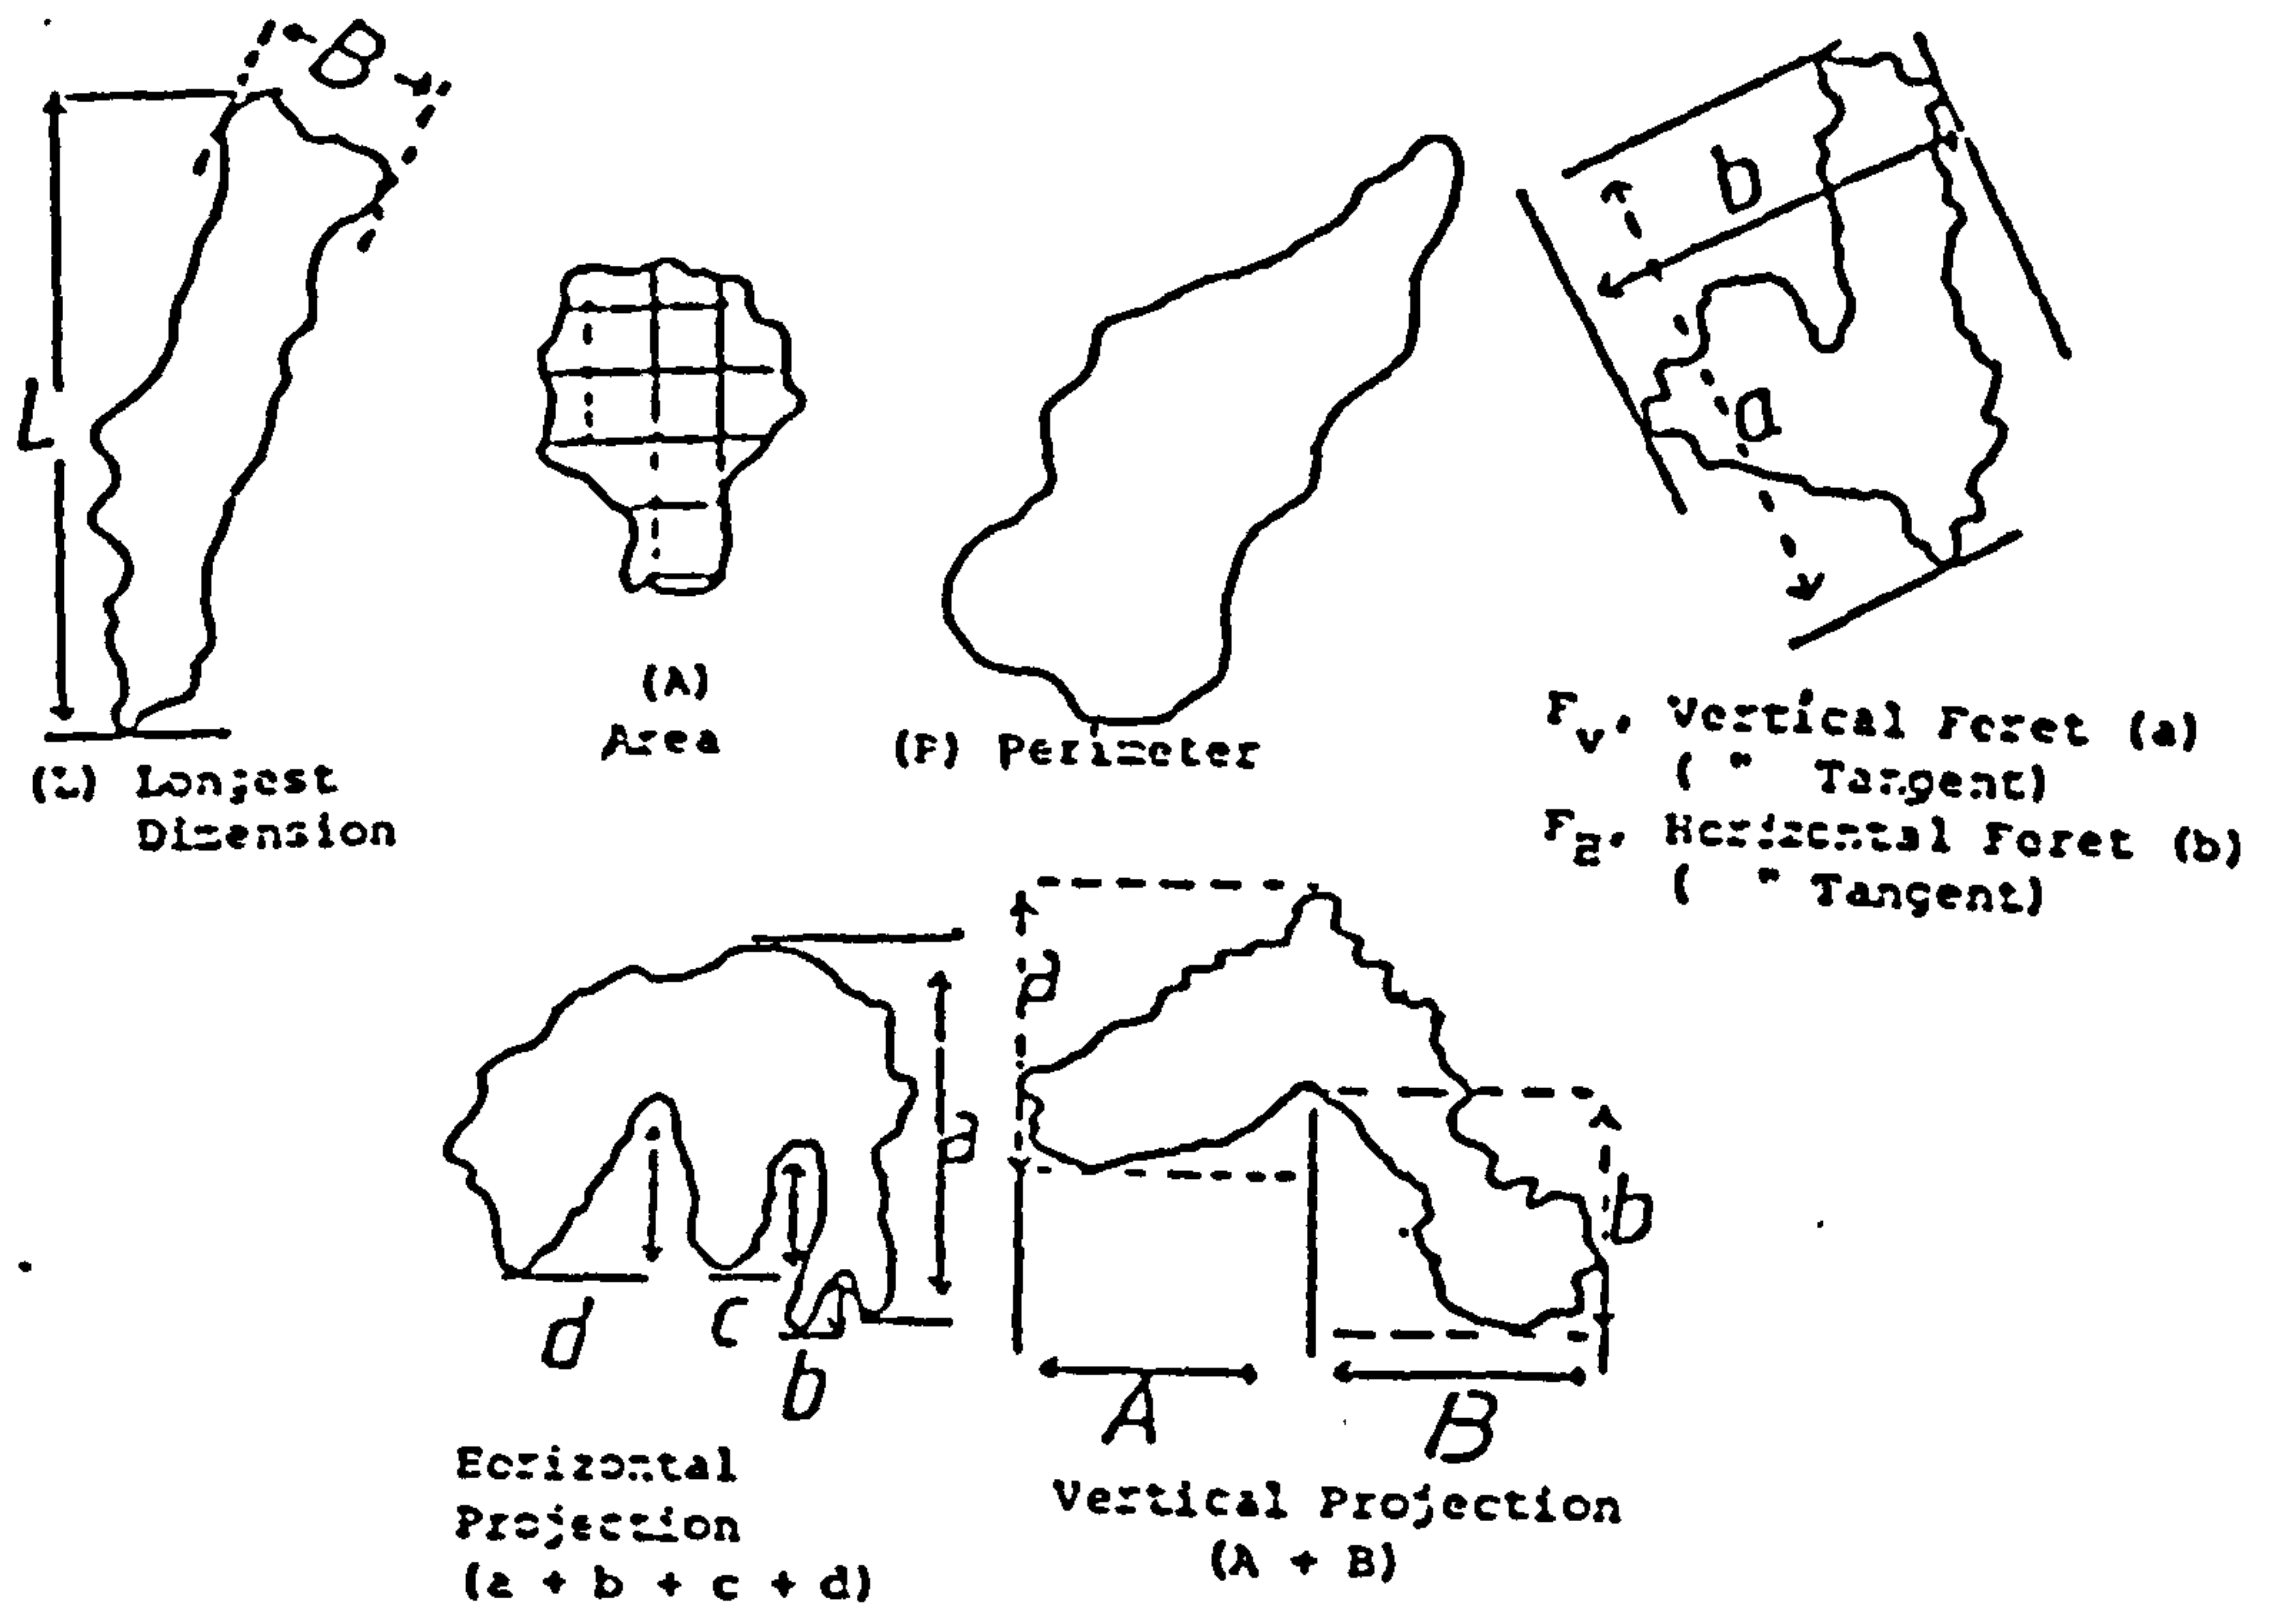 B
L
(L) Longest
Dimension
(A)
Area
(P) Perimeter
b
a
Fv. Vertical Feret (a)
( " Tangent)
FH. Horizontal Feret (b)
( " Tangent)
a
d
c
b
Horizontal
Projection
(a + b + c + d)
a
b
A
B
Vertical Projection
(A + B)